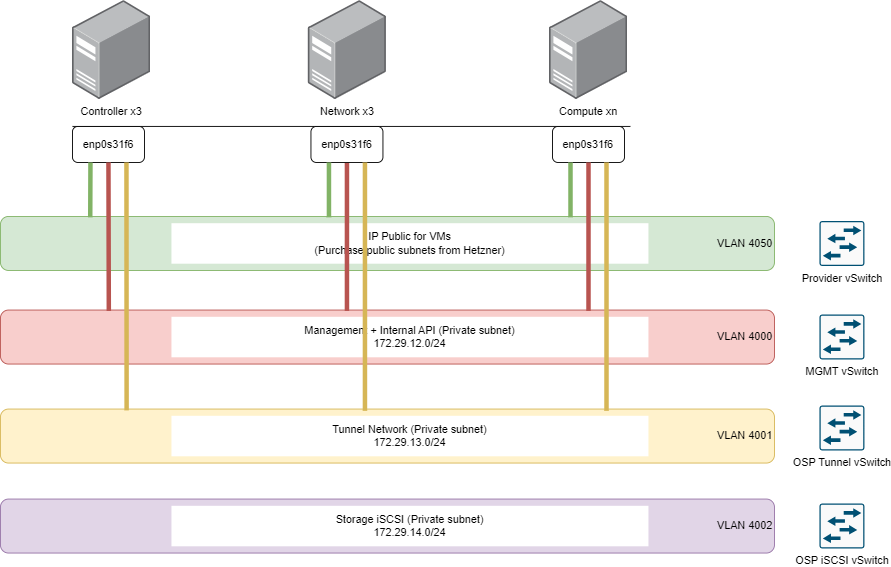 Controller x3
Network x3
Compute xn
enp0s31f6
enp0s31f6
enp0s31f6
IP Public for VMs
(Purchase public subnets from Hetzner)
VLAN 4050
Provider vSwitch
Management + Internal API (Private subnet)
172.29.12.0/24
VLAN 4000
MGMT vSwitch
Tunnel Network (Private subnet)
172.29.13.0/24
VLAN 4001
OSP Tunnel vSwitch
Storage iSCSI (Private subnet)
172.29.14.0/24
VLAN 4002
OSP iSCSI vSwitch